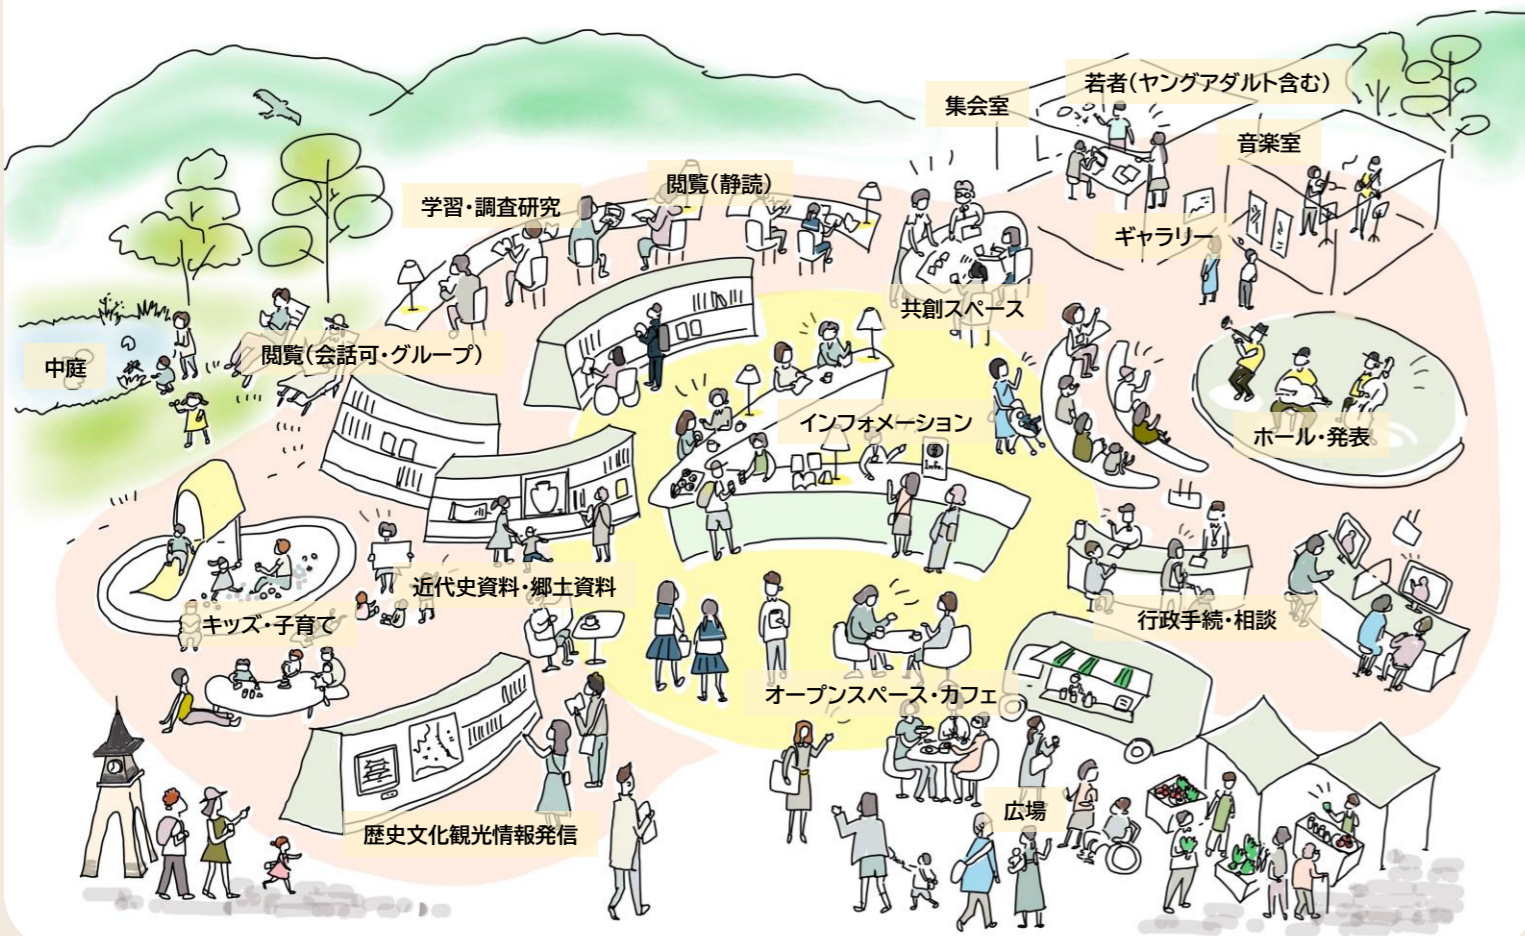 若者(ヤングアダルト含む)
集会室
音楽室
閲覧(静読)
学習・調査研究
ギャラリー
共創スペース
閲覧(会話可・グループ)
中庭
インフォメーション
Info.
ホール・発表
近代史資料・郷土資料
行政手続・相談
キッズ・子育て
オープンスペース・カフェ
広場
歴史文化観光情報発信